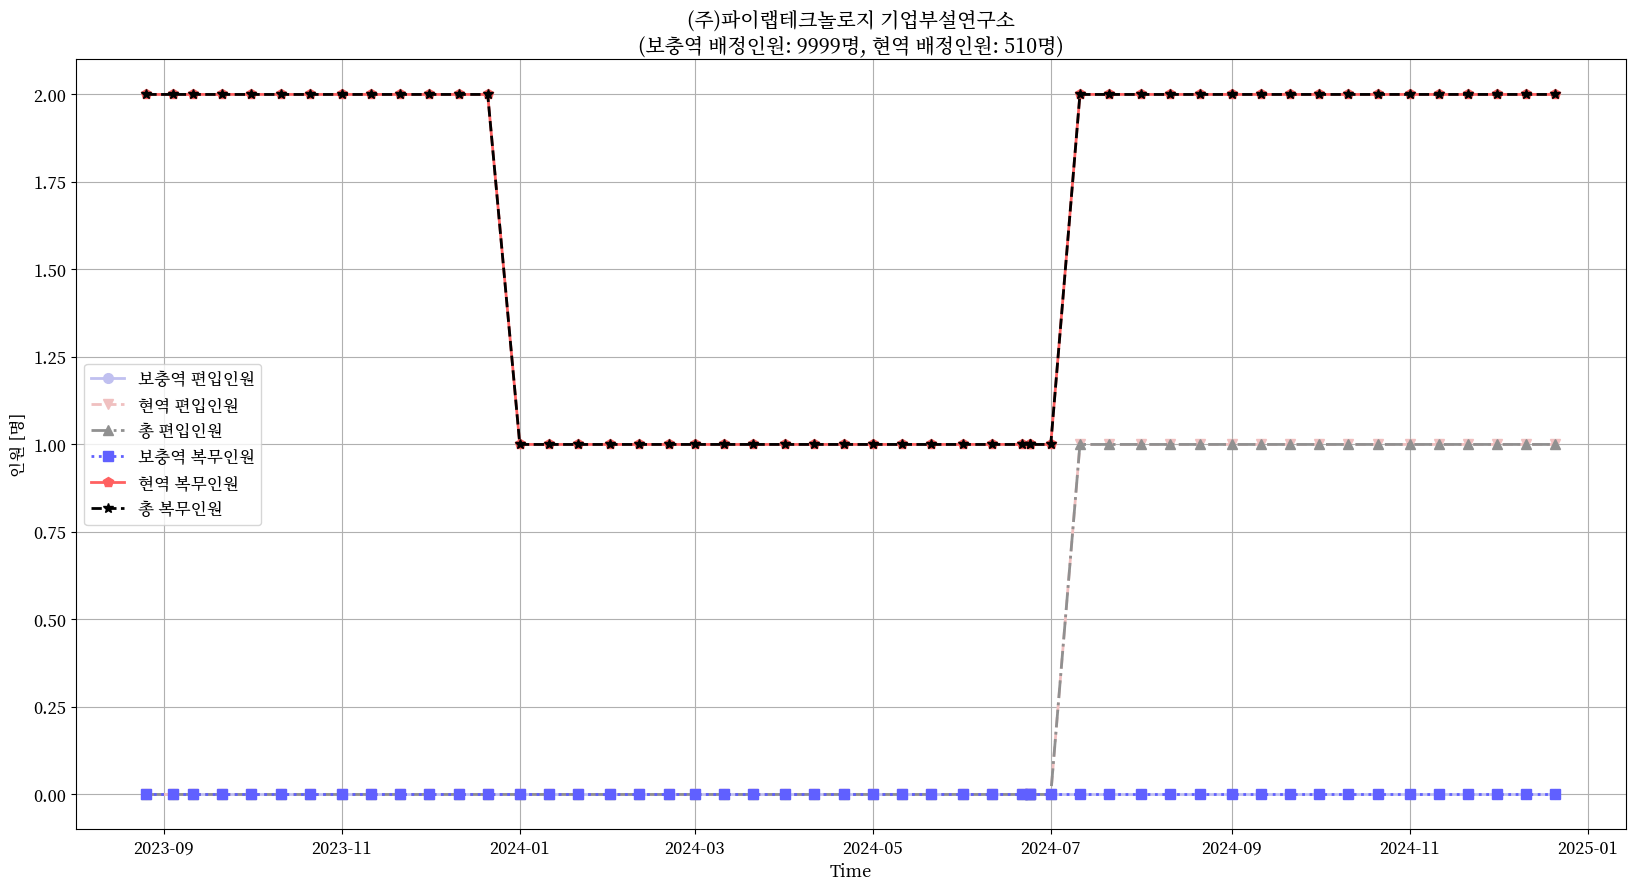 (주)파이랩테크놀로지 기업부설연구소
(보충역 배정인원: 9999명, 현역 배정인원: 510명)
2.00
1.75
1.50
1.25
1.00
0.75
0.50
0.25
0.00
인원 [명]
보충역 편입인원
현역 편입인원
총 편입인원
보충역 복무인원
현역 복무인원
총 복무인원
2023-09 2023-11 2024-01 2024-03 2024-05 2024-07 2024-09 2024-11 2025-01
Time